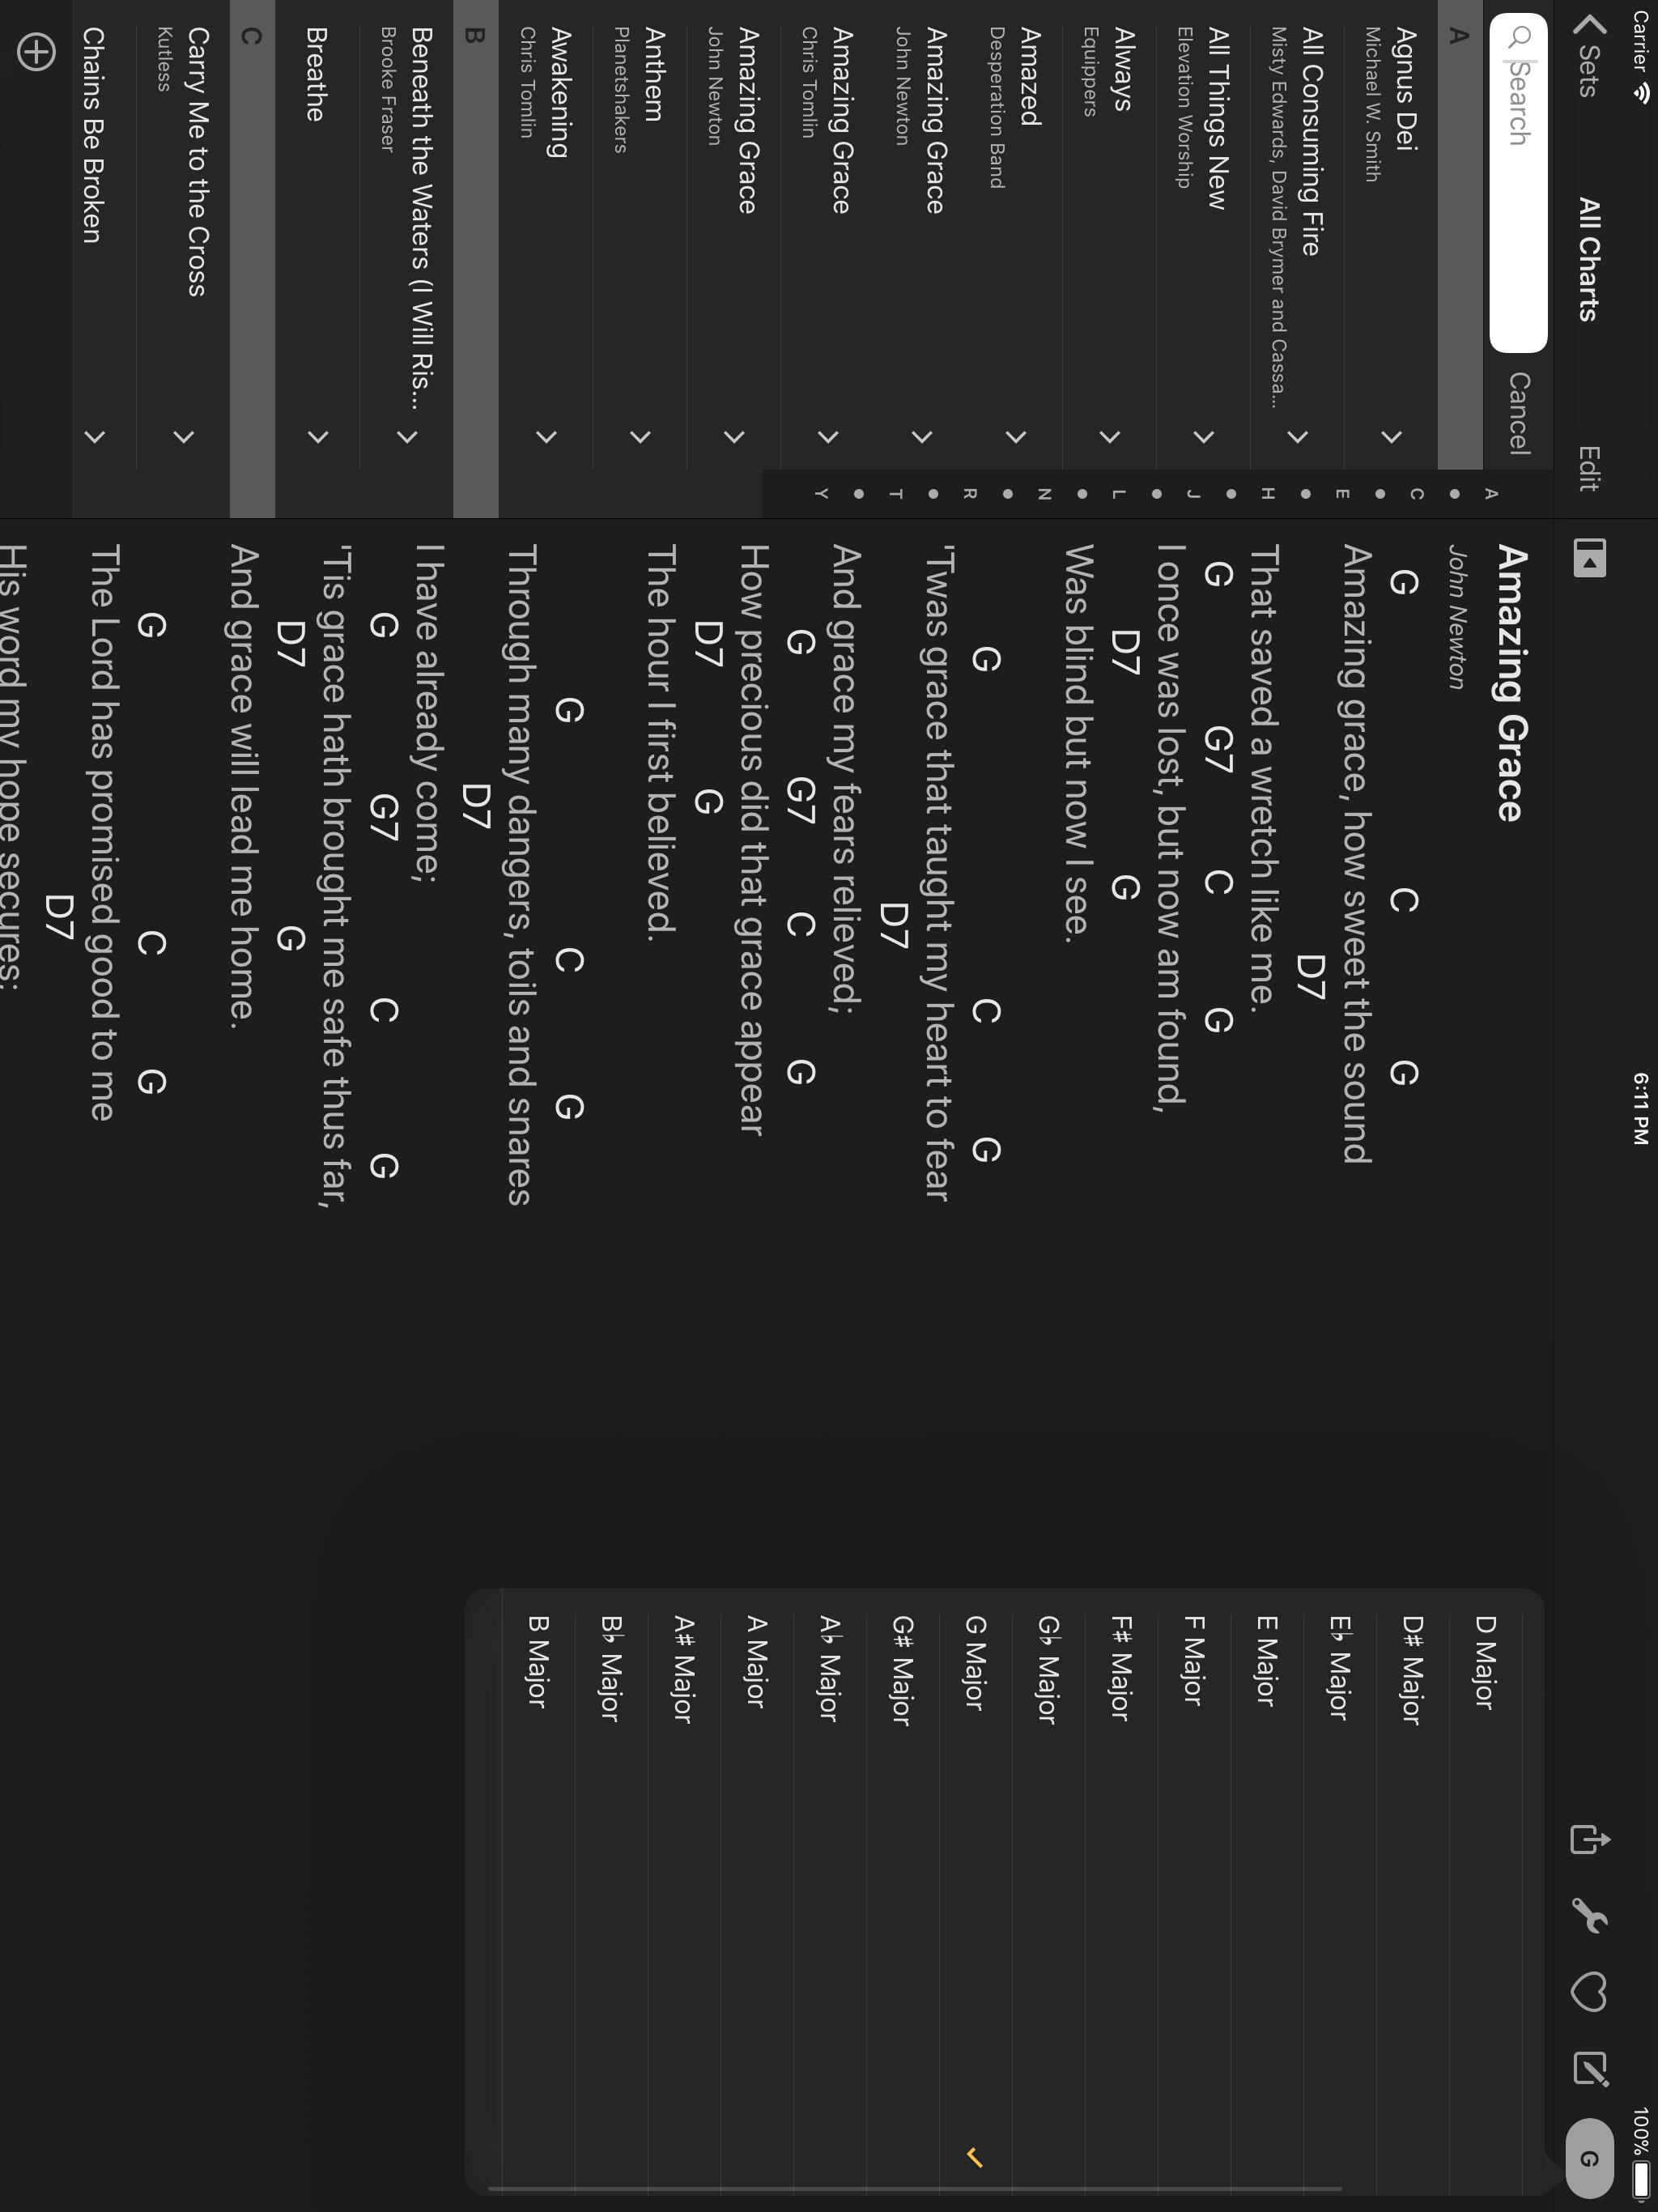 Carrier
6:11 PM
100%
Sets
All Charts
Edit
G
Search
Cancel
A
Agnus Dei
Michael W. Smith
All Consuming Fire
Misty Edwards, David Brymer and Cassa...
All Things New
Elevation Worship
Always
Equippers
Amazed
Desperation Band
Amazing Grace
John Newton
Amazing Grace
Chris Tomlin
Amazing Grace
John Newton
Anthem
Planetshakers
Awakening
Chris Tomlin
B
Beneath the Waters (I Will Ris...
Brooke Fraser
Breathe
C
Carry Me to the Cross
Kutless
Chains Be Broken
A
C
E
H
J
L
N
R
T
Y
Amazing Grace
John Newton
G C G
Amazing grace, how sweet the sound
D7
That saved a wretch like me.
G G7 C G
I once was lost, but now am found,
D7 G
Was blind but now I see.
G C G
'Twas grace that taught my heart to fear
D7
And grace my fears relieved;
G G7 C G
How precious did that grace appear
D7 G
The hour I first believed.
G C G
Through many dangers, toils and snares
D7
I have already come;
G G7 C G
'Tis grace hath brought me safe thus far,
D7 G
And grace will lead me home.
G C G
The Lord has promised good to me
D7
His word my hope secures;
D Major
D# Major
E♭ Major
E Major
F Major
F# Major
G♭ Major
G Major
G# Major
A♭ Major
A Major
A# Major
B♭ Major
B Major